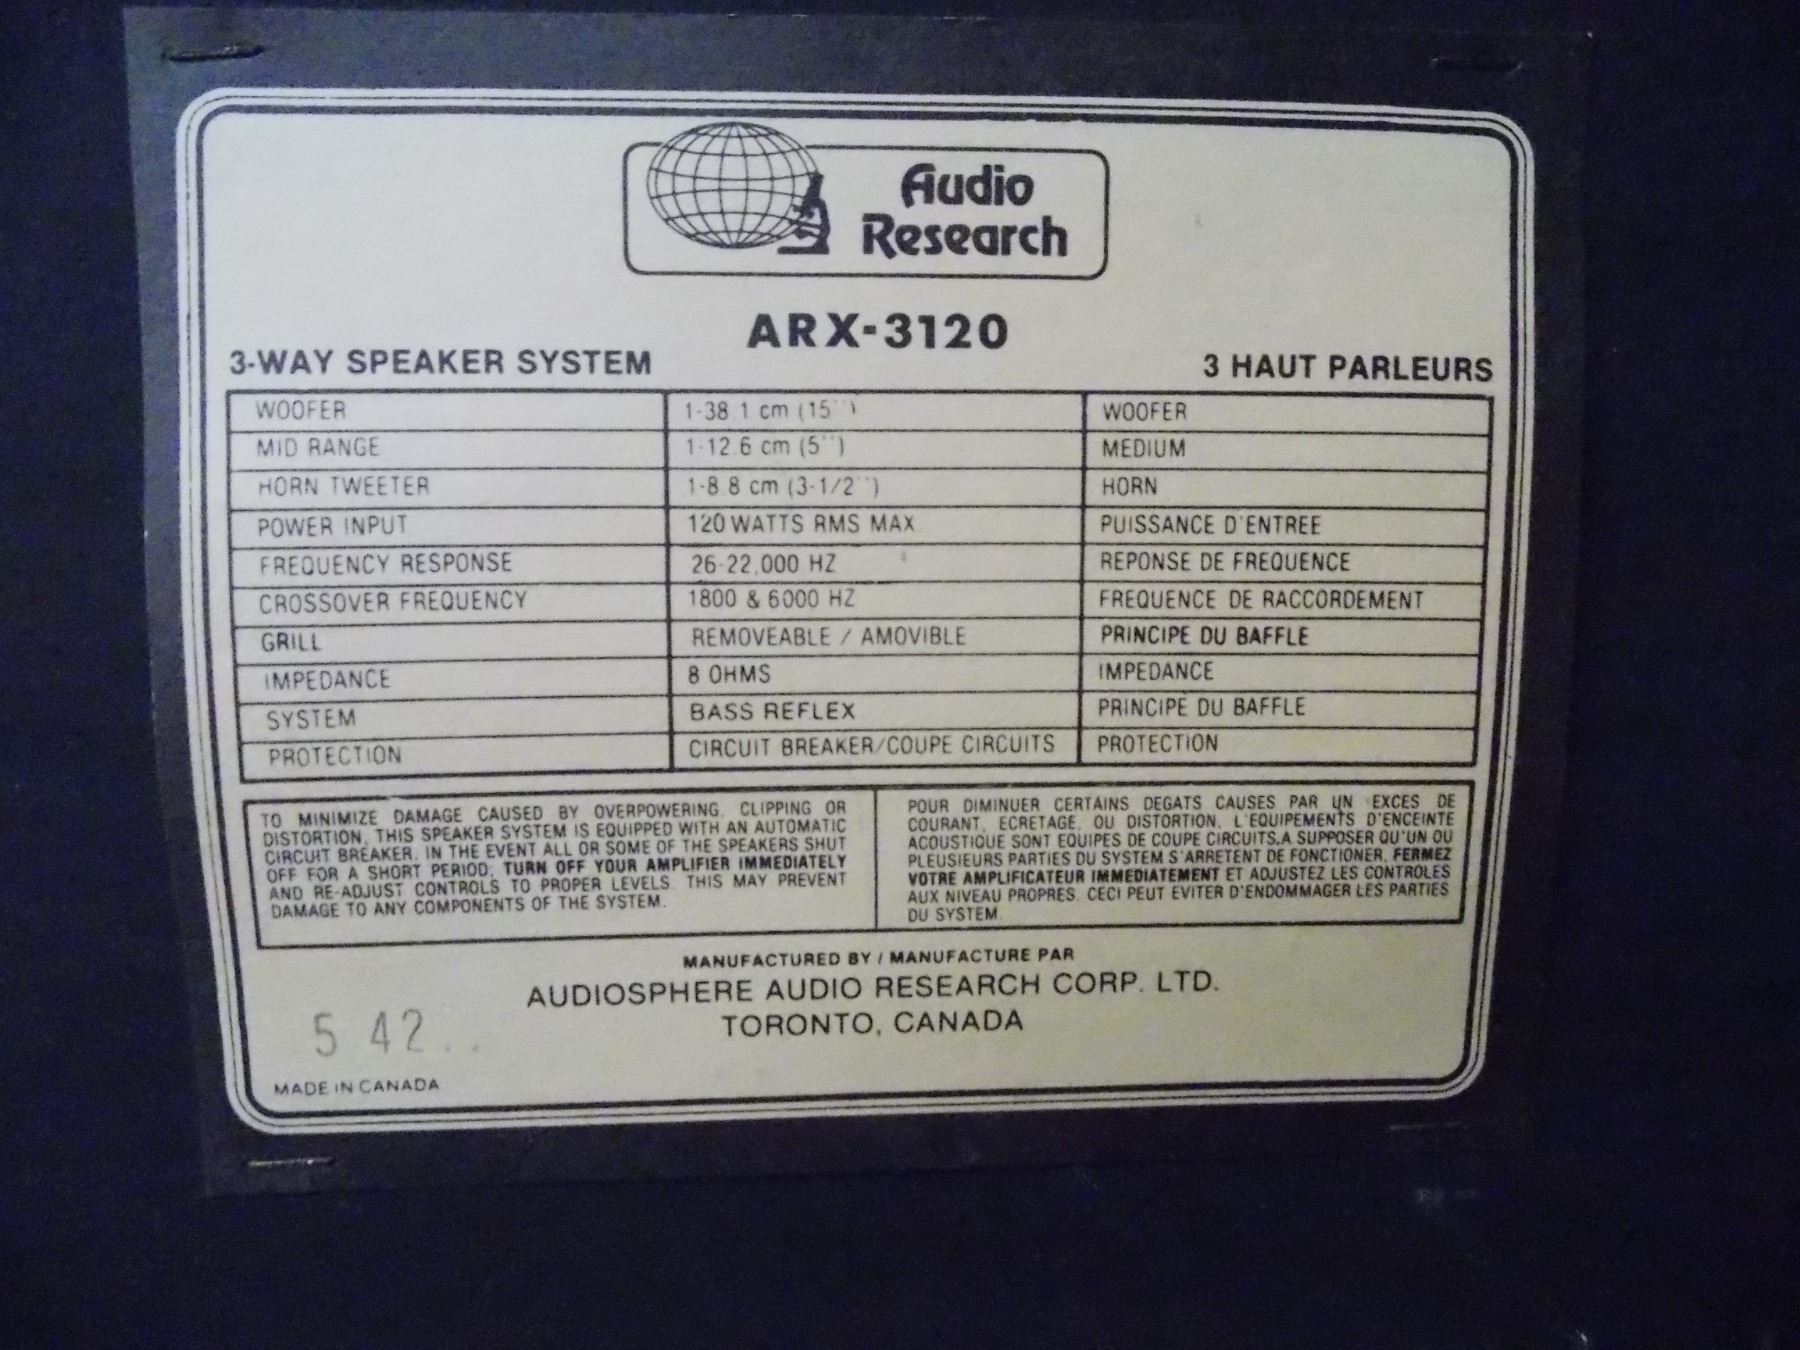 Audio
Research
ARX-3120
3-WAY SPEAKER SYSTEM 3 HAUT PARLEURS
WOOFER 1-38.1 cm (15'') WOOFER
MID RANGE 1-12.6 cm (5'') MEDIUM
HORN TWEETER 1-8.8 cm (3-1/2'') HORN
POWER INPUT 120 WATTS RMS MAX. PUISSANCE D'ENTREE
FREQUENCY RESPONSE 26-22,000 HZ REPONSE DE FREQUENCE
CROSSOVER FREQUENCY 1800 & 6000 HZ FREQUENCE DE RACCORDEMENT
GRILL REMOVEABLE / AMOVIBLE PRINCIPE DU BAFFLE
IMPEDANCE 8 OHMS IMPEDANCE
SYSTEM BASS REFLEX PRINCIPE DU BAFFLE
PROTECTION CIRCUIT BREAKER/COUPE CIRCUITS PROTECTION
TO MINIMIZE DAMAGE CAUSED BY OVERPOWERING, CLIPPING OR
DISTORTION, THIS SPEAKER SYSTEM IS EQUIPPED WITH AN AUTOMATIC
CIRCUIT BREAKER. IN THE EVENT ALL OR SOME OF THE SPEAKERS SHUT
OFF FOR A SHORT PERIOD; TURN OFF YOUR AMPLIFIER IMMEDIATELY
AND RE-ADJUST CONTROLS TO PROPER LEVELS. THIS MAY PREVENT
DAMAGE TO ANY COMPONENTS OF THE SYSTEM.
POUR DIMINUER CERTAINS DEGATS CAUSES PAR UN EXCES DE
COURANT, ECRETAGE, OU DISTORTION, L'EQUIPEMENTS D'ENCEINTE
ACOUSTIQUE SONT EQUIPES DE COUPE CIRCUITS.A SUPPOSER QU'UN OU
PLEUSIEURS PARTIES DU SYSTEM S'ARRETENT DE FONCTIONER, FERMEZ
VOTRE AMPLIFICATEUR IMMEDIATEMENT ET ADJUSTEZ LES CONTROLES
AUX NIVEAU PROPRES. CECI PEUT EVITER D'ENDOMMAGER LES PARTIES
DU SYSTEM.
MANUFACTURED BY / MANUFACTURE PAR
AUDIOSPHERE AUDIO RESEARCH CORP. LTD.
TORONTO, CANADA
5 42
MADE IN CANADA